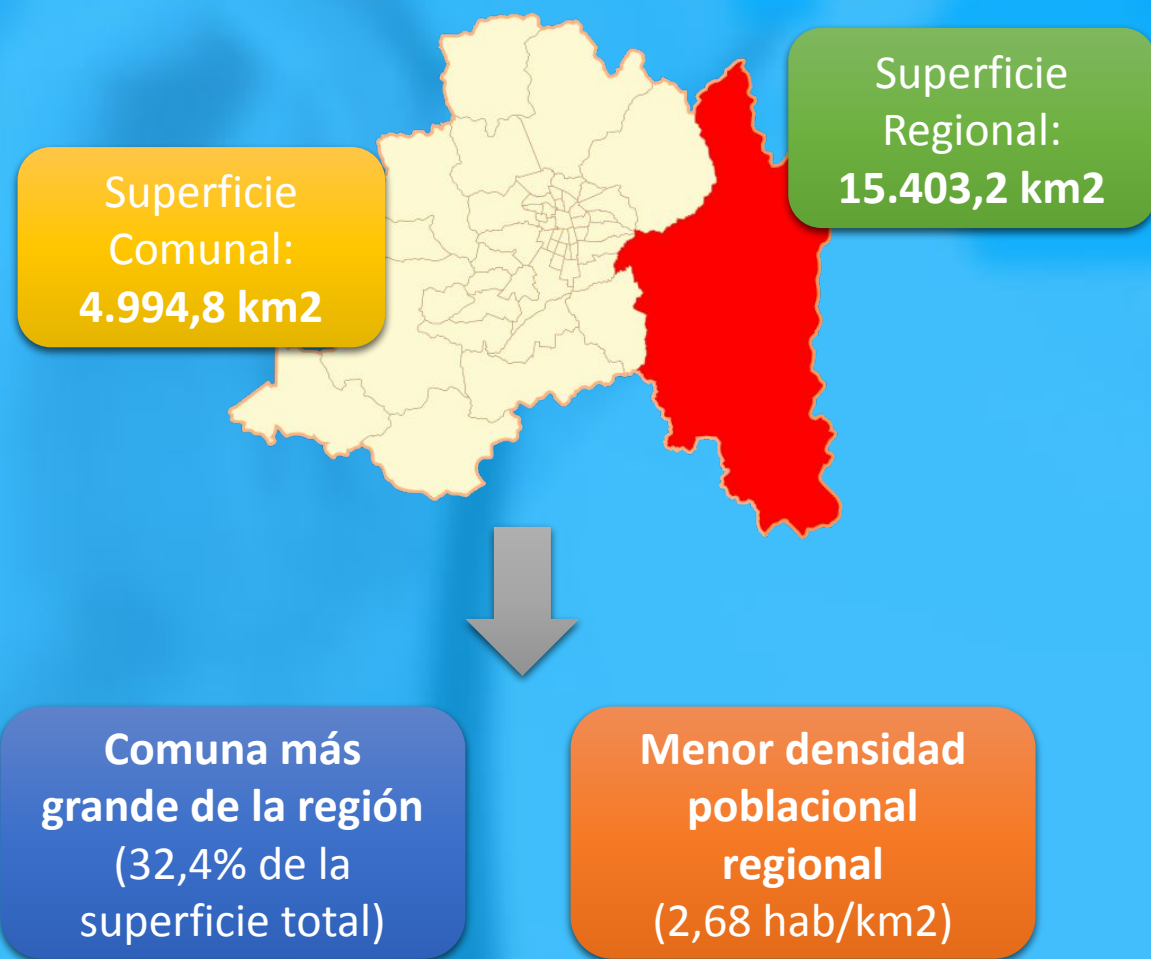 Superficie
Regional:
15.403,2 km2
Superficie
Comunal:
4.994,8 km2
Comuna más
grande de la región
(32,4% de la
superficie total)
Menor densidad
poblacional
regional
(2,68 hab/km2)